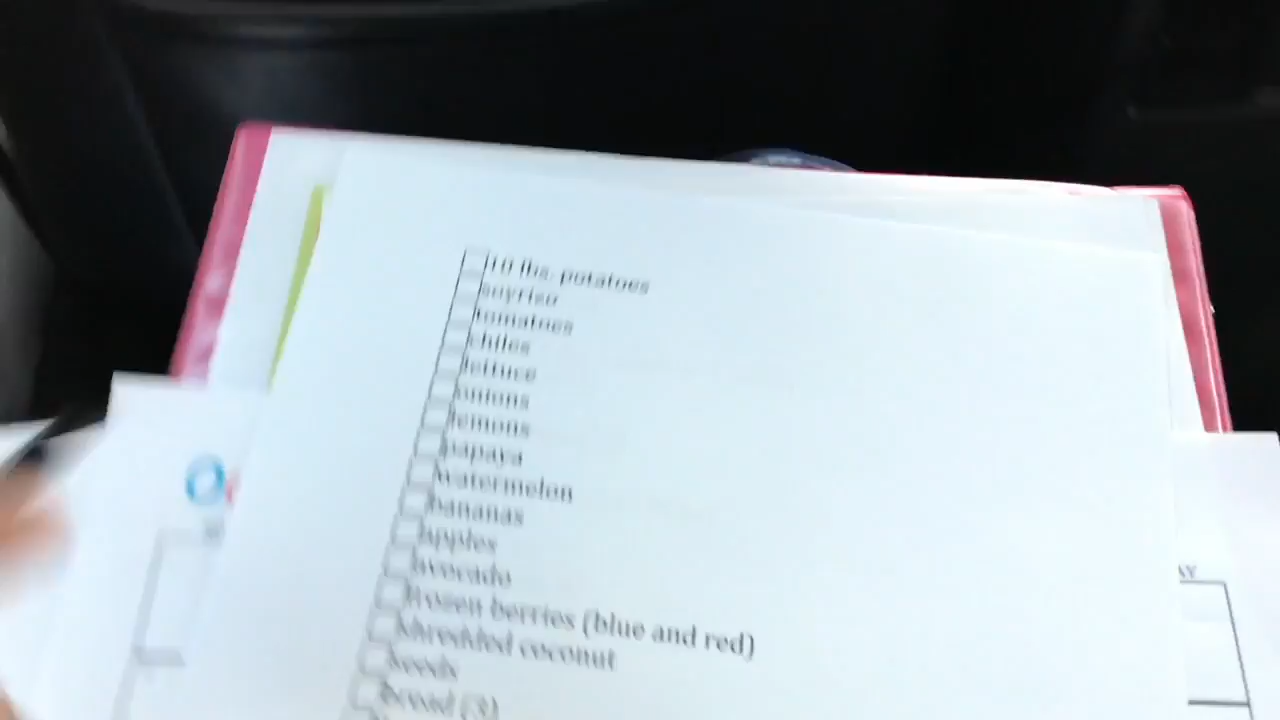 10 lbs. potatoes
soyrizo
tomatoes
chiles
lettuce
onions
lemons
papaya
watermelon
bananas
apples
avocado
frozen berries (blue and red)
shredded coconut
seeds
bread (3)